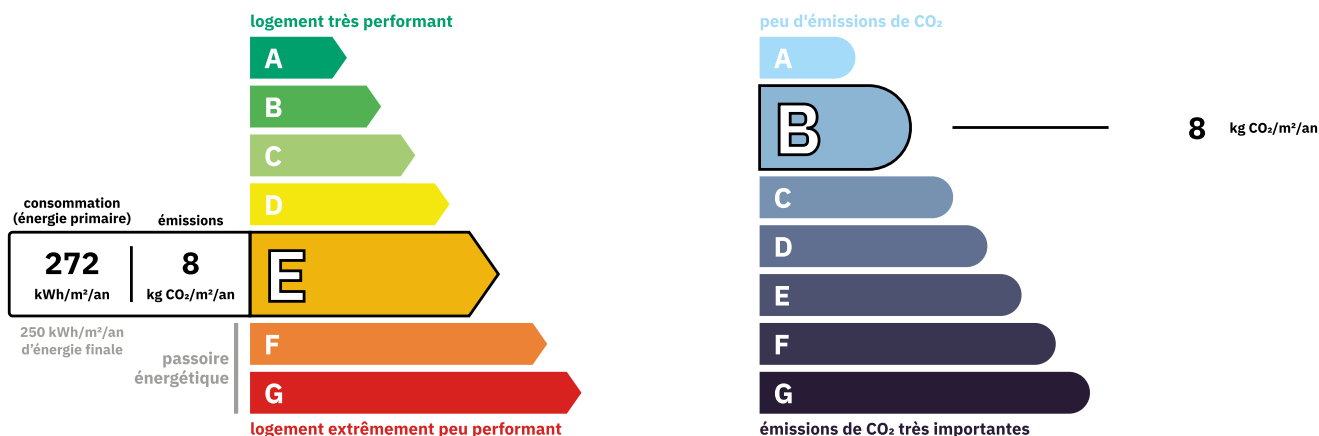 logement très performant
A
B
C
D
consommation
(énergie primaire)
émissions
272
kWh/m²/an
8
kg CO₂/m²/an
E
250 kWh/m²/an
d'énergie finale
passoire
énergétique
F
G
logement extrêmement peu performant
peu d'émissions de CO₂
A
B
8 kg CO₂/m²/an
C
D
E
F
G
émissions de CO₂ très importantes